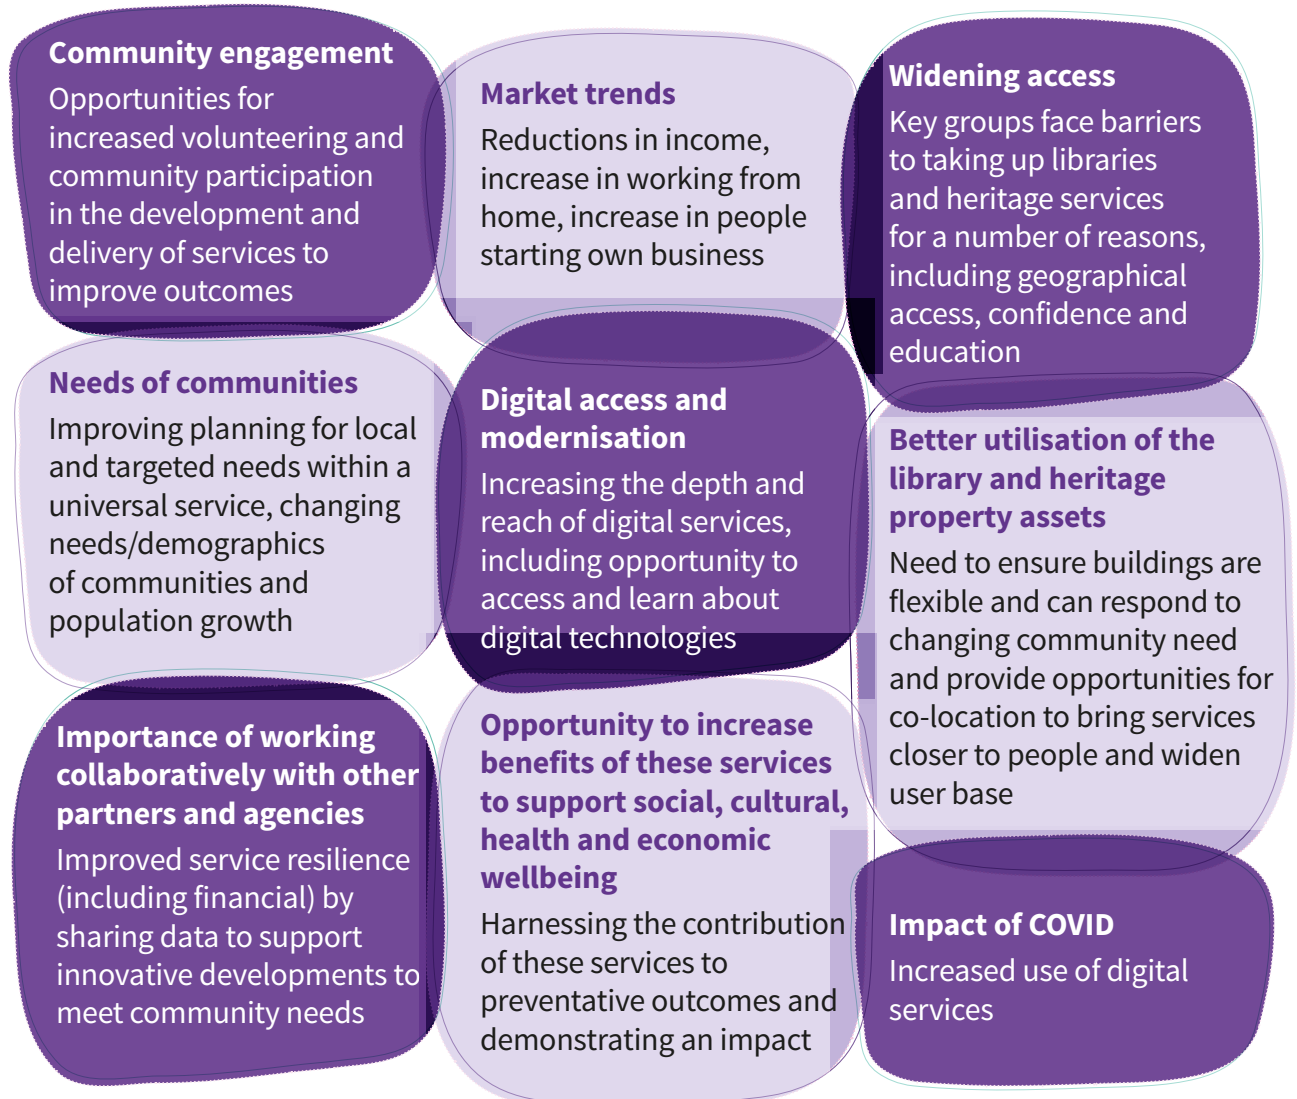 Community engagement
Opportunities for
increased volunteering and
community participation
in the development and
delivery of services to
improve outcomes
Market trends
Reductions in income,
increase in working from
home, increase in people
starting own business
Widening access
Key groups face barriers
to taking up libraries
and heritage services
for a number of reasons,
including geographical
access, confidence and
education
Needs of communities
Improving planning for local
and targeted needs within a
universal service, changing
needs/demographics
of communities and
population growth
Digital access and
modernisation
Increasing the depth and
reach of digital services,
including opportunity to
access and learn about
digital technologies
Better utilisation of the
library and heritage
property assets
Need to ensure buildings are
flexible and can respond to
changing community need
and provide opportunities for
co-location to bring services
closer to people and widen
user base
Importance of working
collaboratively with other
partners and agencies
Improved service resilience
(including financial) by
sharing data to support
innovative developments to
meet community needs
Opportunity to increase
benefits of these services
to support social, cultural,
health and economic
wellbeing
Harnessing the contribution
of these services to
preventative outcomes and
demonstrating an impact
Impact of COVID
Increased use of digital
services